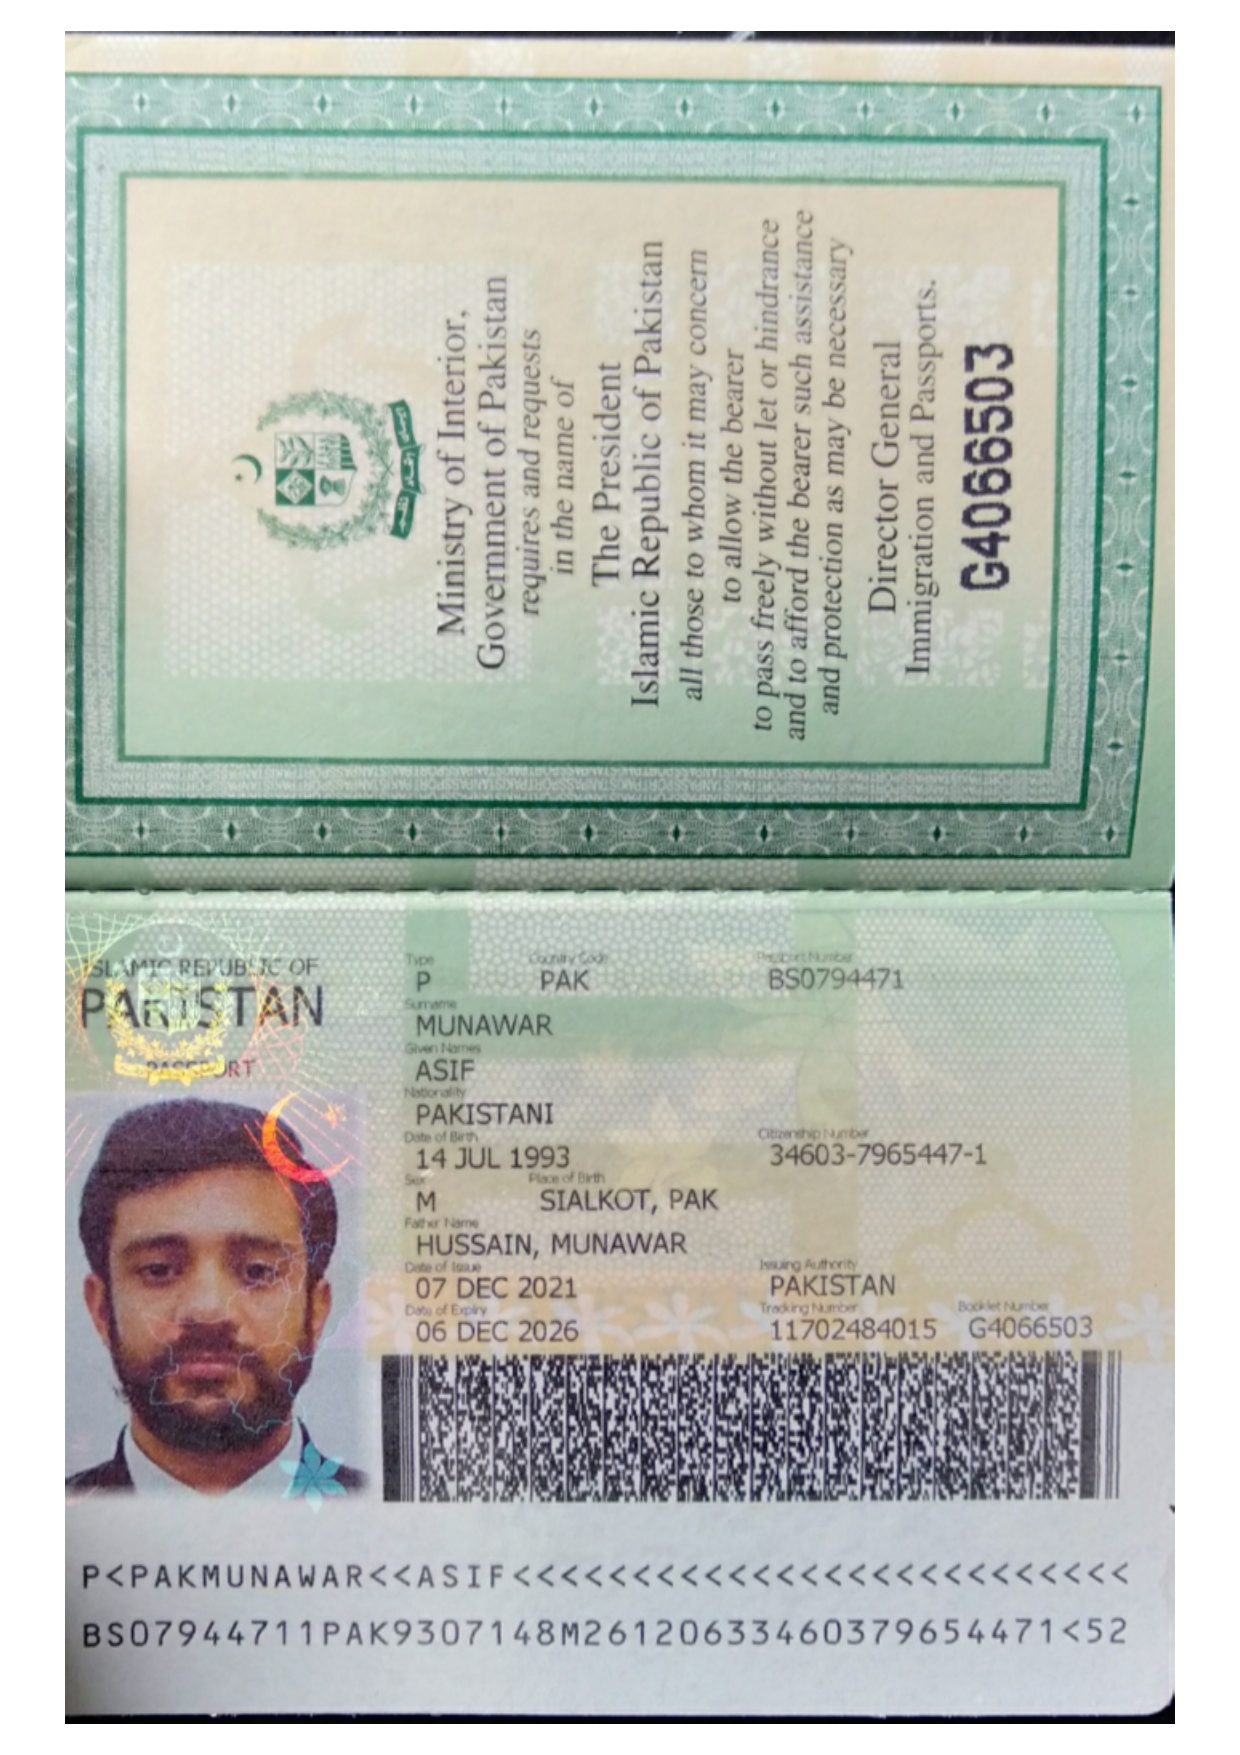 Ministry of Interior,
Government of Pakistan
requires and requests
in the name of
The President
Islamic Republic of Pakistan
all those to whom it may concern
to allow the bearer
to pass freely without let or hindrance
and to afford the bearer such assistance
and protection as may be necessary
Director General
Immigration and Passports.
G4066503
ISLAMIC REPUBLIC OF
PAKISTAN
PASSPORT
Type Country Code Passport Number
P PAK BS0794471
Surname
MUNAWAR
Given Names
ASIF
Nationality
PAKISTANI
Date of Birth Citizenship Number
14 JUL 1993 34603-7965447-1
Sex Place of Birth
M SIALKOT, PAK
Father Name
HUSSAIN, MUNAWAR
Date of Issue Issuing Authority
07 DEC 2021 PAKISTAN
Date of Expiry Tracking Number Booklet Number
06 DEC 2026 11702484015 G4066503
P<PAKMUNAWAR<<ASIF<<<<<<<<<<<<<<<<<<<<<<<<<<
BS07944711PAK9307148M26120633460379654471<52